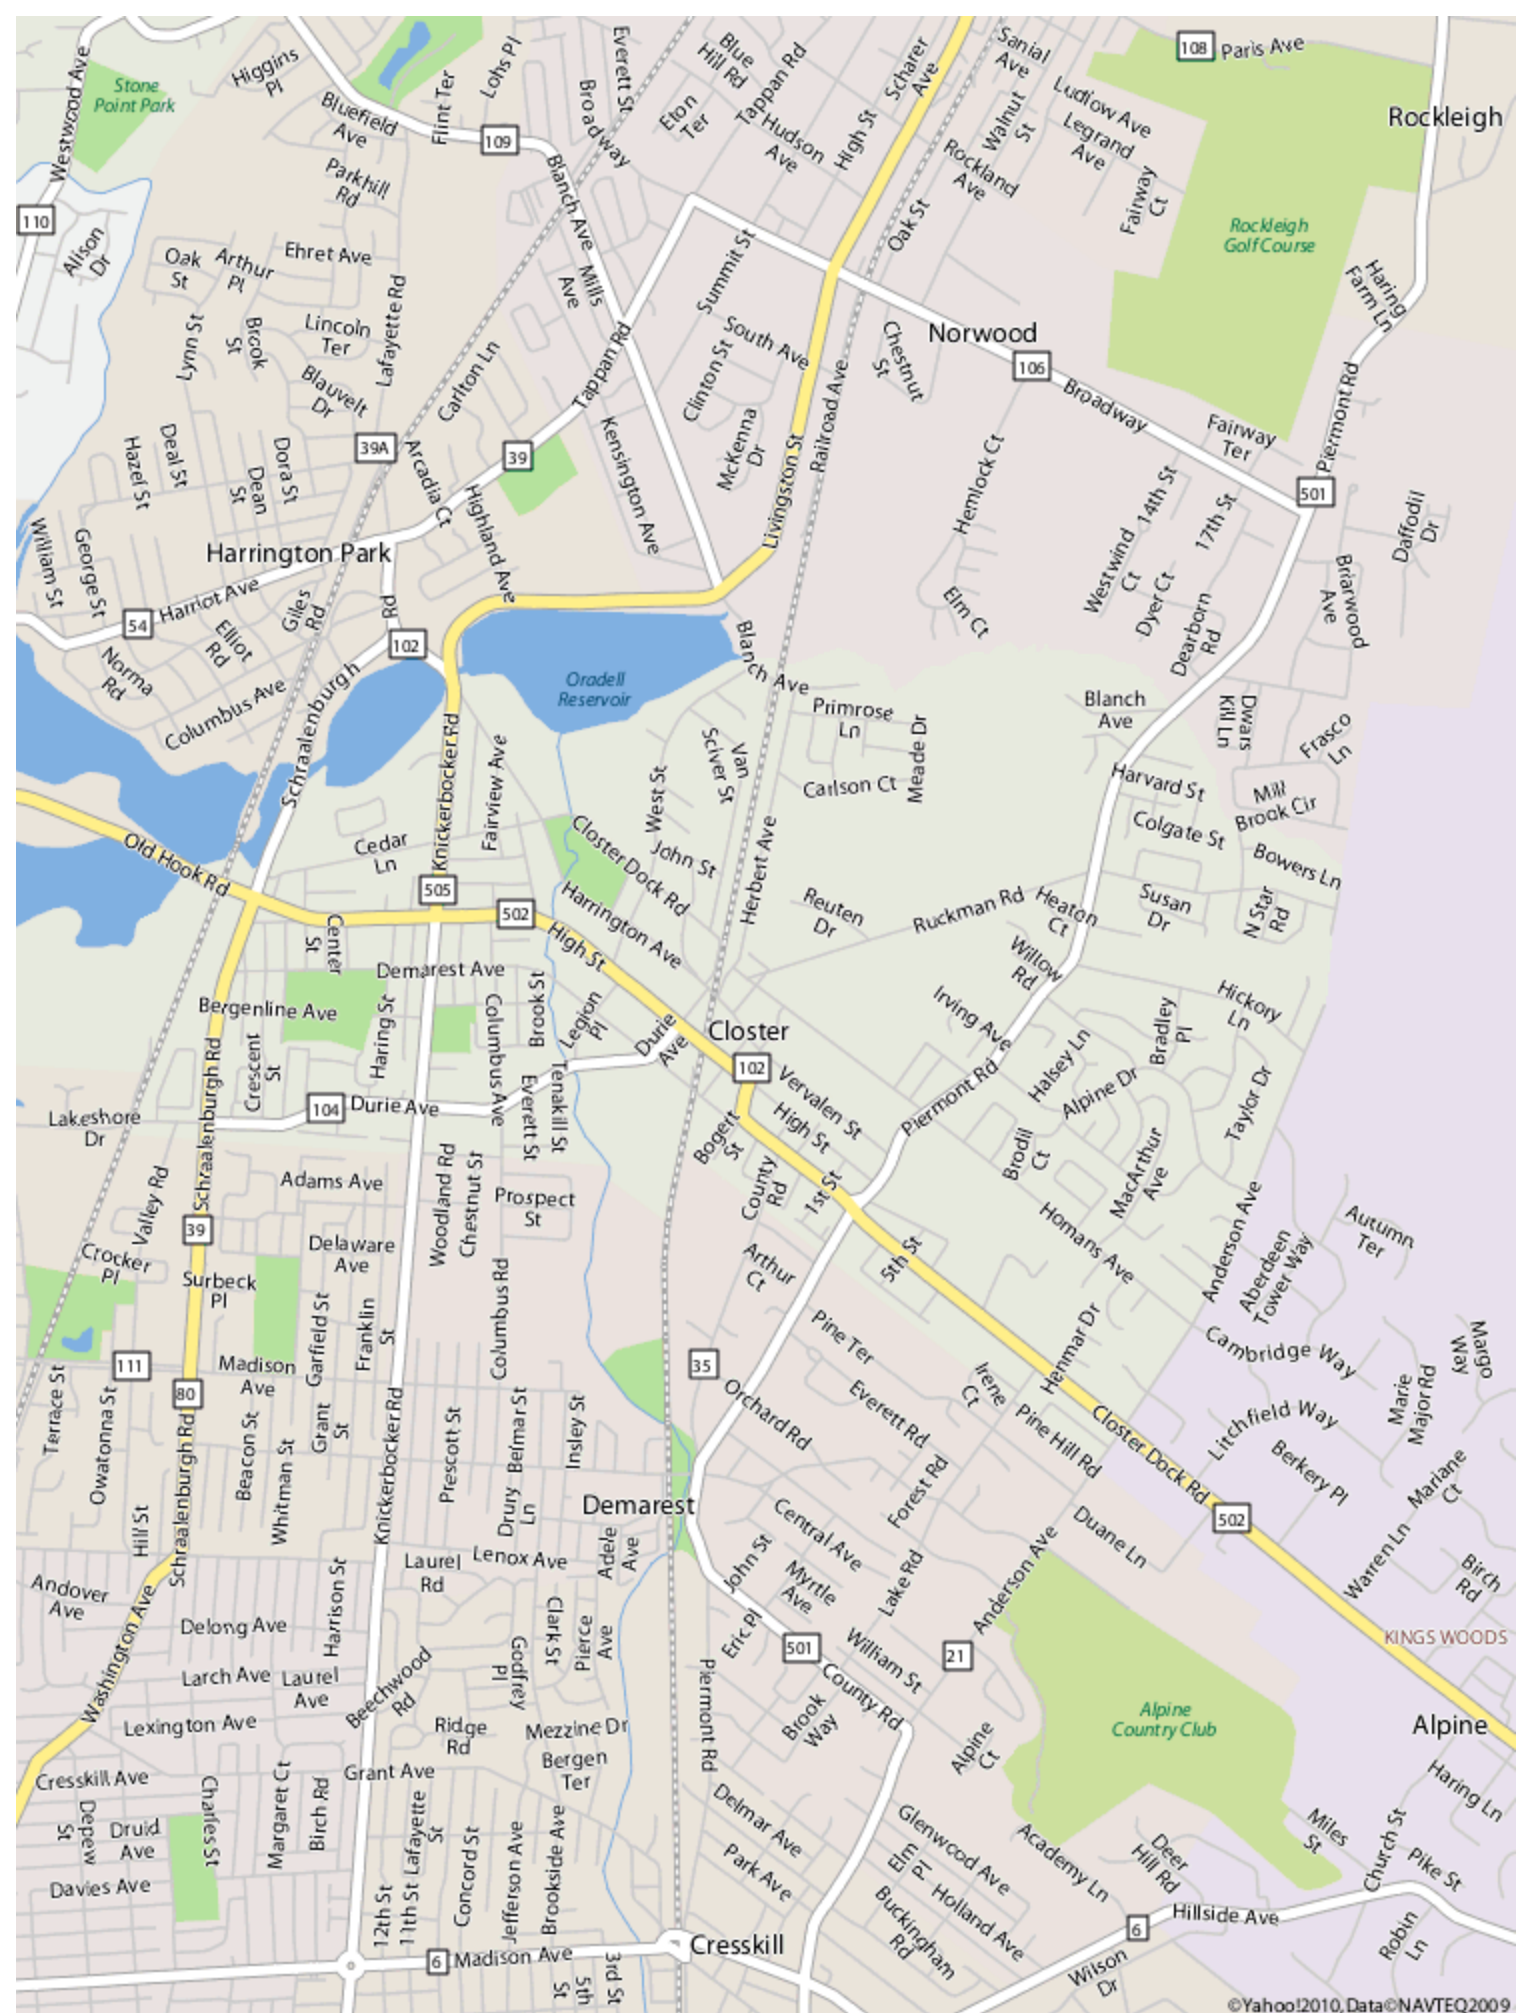 Westwood Ave
Stone
Point Park
Higgins
Pl
Bluefield
Ave
Flint Ter
Lohs Pl
Everett St
Broadway
Blue
Hill Rd
Tappan Rd
Eton
Ter
Hudson
Ave
High St
Scharer
Ave
Sanial
Ave
Walnut
St
Ludlow Ave
Legrand
Ave
108
Paris Ave
Rockleigh
109
Parkhill
Rd
Blanch Ave
Rockland
Ave
Fairway
Ct
110
Alison
Dr
Oak
St
Arthur
Pl
Ehret Ave
Mills
Ave
Summit St
Oak St
Rockleigh
Golf Course
Haring
Farm Ln
Lynn St
Brook
St
Lincoln
Ter
Lafayette Rd
Blauvelt
Dr
Carlton Ln
Tappan Rd
South Ave
Clinton St
Railroad Ave
Chestnut
St
Norwood
106
Broadway
Piermont Rd
Hazel St
Deal St
Dora St
Dean
St
39A
Arcadia Ct
39
Kensington Ave
McKenna
Dr
Livingston St
Hemlock Ct
Fairway
Ter
501
14th St
17th St
Daffodil
Dr
William St
George St
Harrington Park
Highland Ave
Harriot Ave
54
Giles
Rd
Elliot
Rd
Rd
102
Norma
Rd
Columbus Ave
Elm Ct
Westwind
Ct
Dyer Ct
Dearborn
Rd
Briarwood
Ave
Schraalenburgh
Oradell
Reservoir
Blanch Ave
Primrose
Ln
Meade Dr
Carlson Ct
Blanch
Ave
Dwars
Kill Ln
Frasco
Ln
Knickerbocker Rd
Fairview Ave
Van
Sciver St
West St
Harvard St
Mill
Brook Cir
Colgate St
Old Hook Rd
Cedar
Ln
Closter Dock Rd
John St
Herbert Ave
Bowers Ln
505
502
Harrington Ave
Reuten
Dr
Ruckman Rd
Heaton
Ct
Susan
Dr
N Star
Rd
Center
St
High St
Demarest Ave
Willow
Rd
Bergenline Ave
Haring St
Columbus Ave
Brook St
Legion
Pl
Durie
Ave
Closter
Irving Ave
Bradley
Pl
Hickory
Ln
Crescent
St
102
Vervalen St
High St
Piermont Rd
Halsey Ln
Alpine Dr
Taylor Dr
Lakeshore
Dr
104
Durie Ave
Everett St
Tenakill St
Bogert
St
Brodil
Ct
MacArthur
Ave
Schraalenburgh Rd
Adams Ave
Woodland Rd
Chestnut St
Prospect
St
County
Rd
1st St
Valley Rd
39
Homans Ave
Anderson Ave
Autumn
Ter
Aberdeen
Tower Way
Crocker
Pl
Surbeck
Pl
Delaware
Ave
Columbus Rd
Arthur
Ct
5th St
Garfield St
Franklin
St
Pine Ter
Henmar Dr
Cambridge Way
Margo
Way
111
Madison
Ave
80
35
Irene
Ct
Marie
Major Rd
Terrace St
Owatonna St
Beacon St
Grant
St
Orchard Rd
Everett Rd
Pine Hill Rd
Closter Dock Rd
Litchfield Way
Berkery Pl
Mariane
Ct
Schraalenburgh Rd
Whitman St
Knickerbocker Rd
Prescott St
Belmar St
Drury
Ln
Insley St
Demarest
Forest Rd
502
Hill St
Central Ave
Duane Ln
Warren Ln
Birch
Rd
Laurel
Rd
Lenox Ave
Adele
Ave
John St
Myrtle
Ave
Lake Rd
Anderson Ave
Andover
Ave
Washington Ave
Delong Ave
Harrison St
Clark St
Pierce
Ave
Eric Pl
501
William St
21
KINGS WOODS
Larch Ave
Laurel
Ave
Beechwood
Rd
Godfrey
Pl
Piermont Rd
County Rd
Alpine
Country Club
Alpine
Lexington Ave
Ridge
Rd
Mezzine Dr
Brook
Way
Alpine
Ct
Cresskill Ave
Grant Ave
Bergen
Ter
Haring Ln
Depew
St
Druid
Ave
Charles St
Margaret Ct
Birch Rd
Lafayette
St
Delmar Ave
Glenwood Ave
Academy Ln
Deer
Hill Rd
Miles
St
Church St
Pike St
Davies Ave
12th St
11th St
Concord St
Jefferson Ave
Brookside Ave
Park Ave
Elm
Pl
Holland Ave
Buckingham
Rd
6
Hillside Ave
Robin
Ln
6
Madison Ave
Cresskill
5th
St
3rd St
Wilson
Dr
©Yahoo!2010,Data©NAVTEQ2009